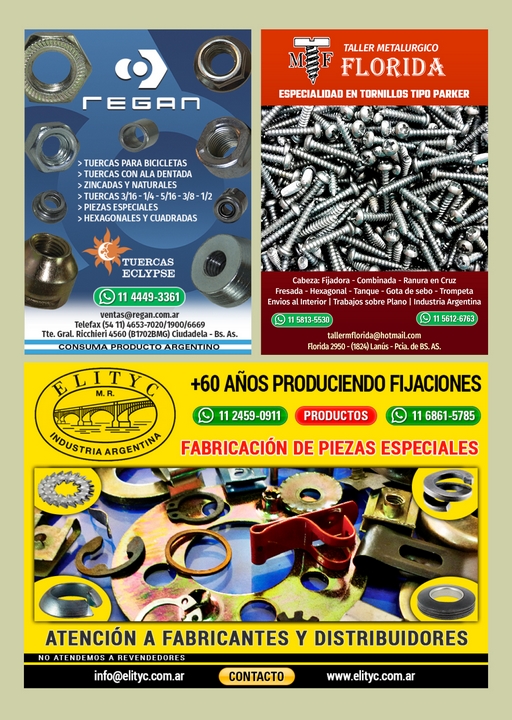 REGAN
> TUERCAS PARA BICICLETAS
> TUERCAS CON ALA DENTADA
> ZINCADAS Y NATURALES
> TUERCAS 3/16 - 1/4 - 5/16 - 3/8 - 1/2
> PIEZAS ESPECIALES
> HEXAGONALES Y CUADRADAS
TUERCAS
ECLYPSE
11 4449-3361
ventas@regan.com.ar
Telefax (54 11) 4653-7020/1900/6669
Tte. Gral. Ricchieri 4560 (B1702BMG) Ciudadela - Bs. As.
CONSUMA PRODUCTO ARGENTINO
MF
TALLER METALURGICO
FLORIDA
ESPECIALIDAD EN TORNILLOS TIPO PARKER
Cabeza: Fijadora - Combinada - Ranura en Cruz
Fresada - Hexagonal - Tanque - Gota de sebo - Trompeta
Envios al Interior | Trabajos sobre Plano | Industria Argentina
11 5813-5530
11 5612-6763
tallermflorida@hotmail.com
Florida 2950 - (1824) Lanús - Pcia. de BS. AS.
ELITYC
M. R.
INDUSTRIA ARGENTINA
+60 AÑOS PRODUCIENDO FIJACIONES
11 2459-0911
PRODUCTOS
11 6861-5785
FABRICACIÓN DE PIEZAS ESPECIALES
ATENCIÓN A FABRICANTES Y DISTRIBUIDORES
NO ATENDEMOS A REVENDEDORES
info@elityc.com.ar
CONTACTO
www.elityc.com.ar